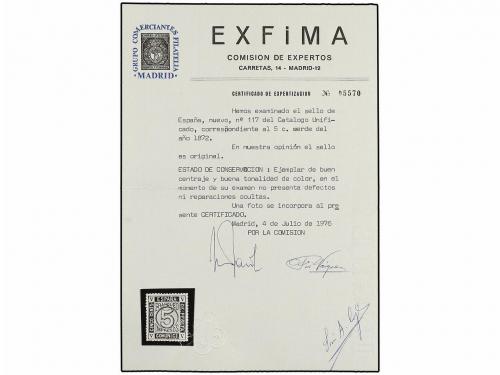 GRUPO COMERCIANTES FILATELIA
·MADRID·
EXFiMA
COMISION DE EXPERTOS
CARRETAS, 14 - MADRID-12
CERTIFICADO DE EXPERTIZACION Nº 05570
Hemos examinado el sello de
España, nuevo, nº 117 del Catalogo Unifi-
cado, correspondiente al 5 c. verde del
año 1872.
En nuestra opinión el sello
es original.
ESTADO DE CONSERVACION : Ejemplar de buen
centraje y buena tonalidad de color, en el
momento de su examen no presenta defectos
ni reparaciones ocultas.
Una foto se incorpora al pre
sente CERTIFICADO.
Madrid, 4 de Julio de 1976
POR LA COMISION
ESPAÑA
5
COMUNICS